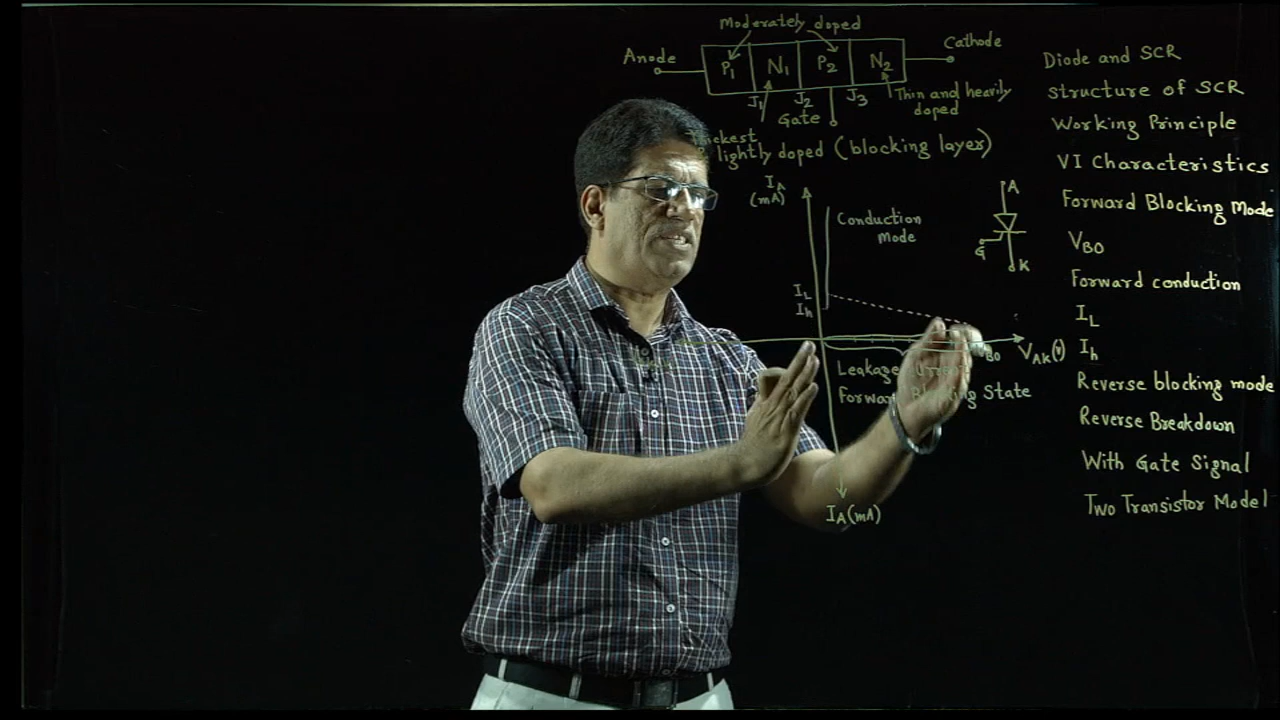 Moderately doped
Anode
Cathode
P1 N1 P2 N2
J1 J2 J3
Thin and heavily
doped
Gate
lightly doped (blocking layer)
IA
(mA)
Conduction
mode
A
G
K
IL
Ih
VAK(V)
Leakage
Forward Blocking State
IA(mA)
Diode and SCR
Structure of SCR
Working Principle
VI Characteristics
Forward Blocking Mode
VBO
Forward conduction
IL
Ih
Reverse blocking mode
Reverse Breakdown
With Gate Signal
Two Transistor Model